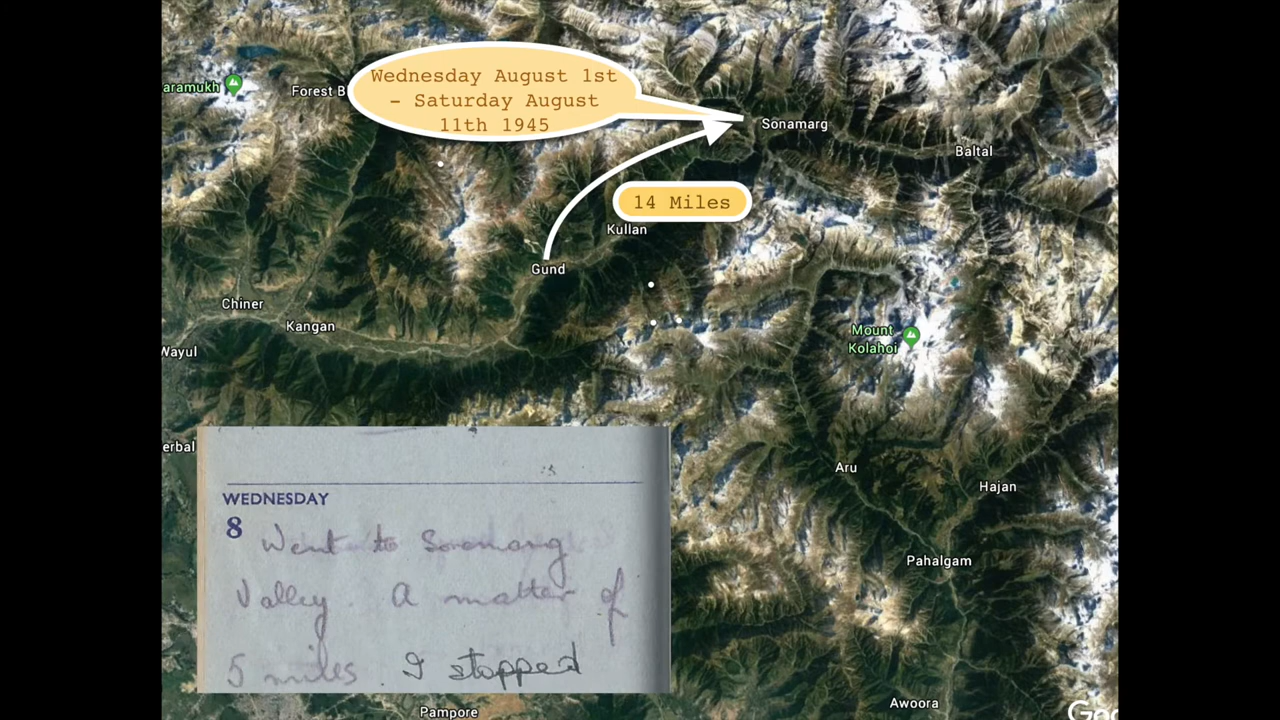 Wednesday August 1st
- Saturday August
11th 1945
aramukh
Forest B
Sonamarg
Baltal
14 Miles
Kullan
Gund
Chiner
Kangan
Mount
Kolahoi
Wayul
erbal
Aru
Hajan
Pahalgam
Awoora
Pampore
Goo
WEDNESDAY
8 Went to Sonamarg
Valley. A matter of
5 miles. I stopped